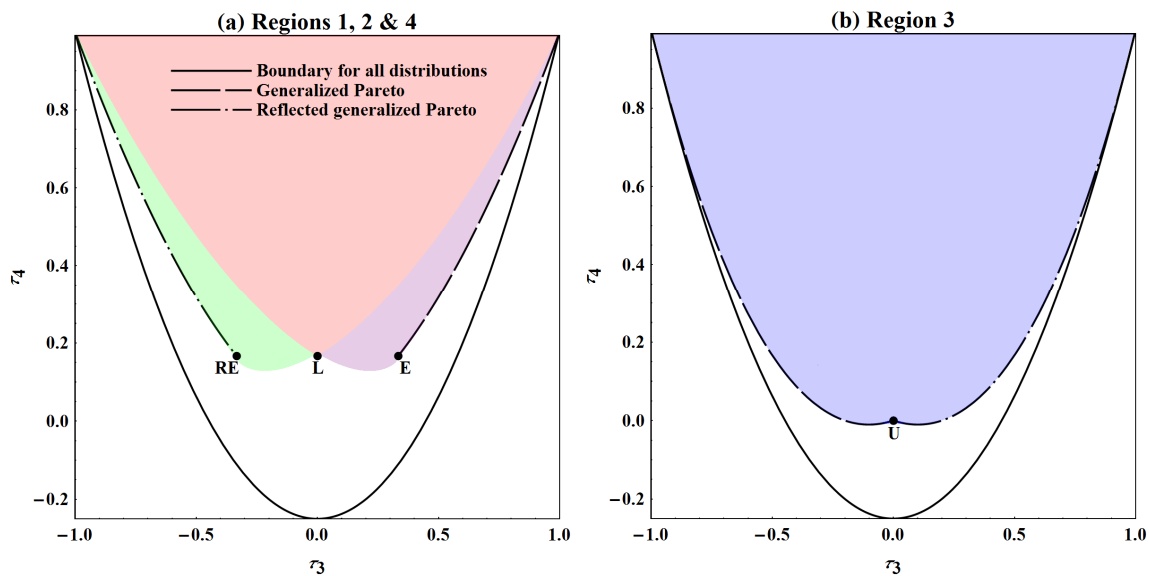 (a) Regions 1, 2 & 4
Boundary for all distributions
Generalized Pareto
Reflected generalized Pareto
0.8
0.6
0.4
0.2
0.0
−0.2
τ4
RE
L
E
−1.0
−0.5
0.0
0.5
1.0
τ3
(b) Region 3
0.8
0.6
0.4
0.2
0.0
−0.2
τ4
U
−1.0
−0.5
0.0
0.5
1.0
τ3